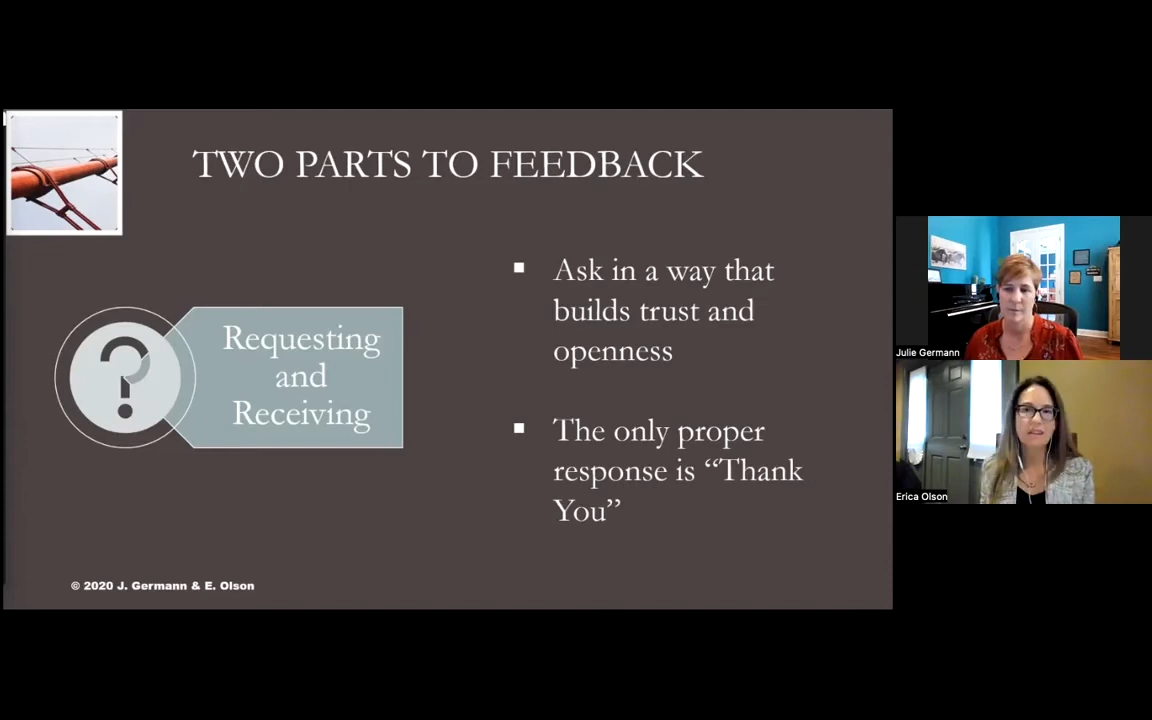 TWO PARTS TO FEEDBACK
Requesting
and
Receiving
▪ Ask in a way that
builds trust and
openness
▪ The only proper
response is “Thank
You”
© 2020 J. Germann & E. Olson
Julie Germann
Erica Olson